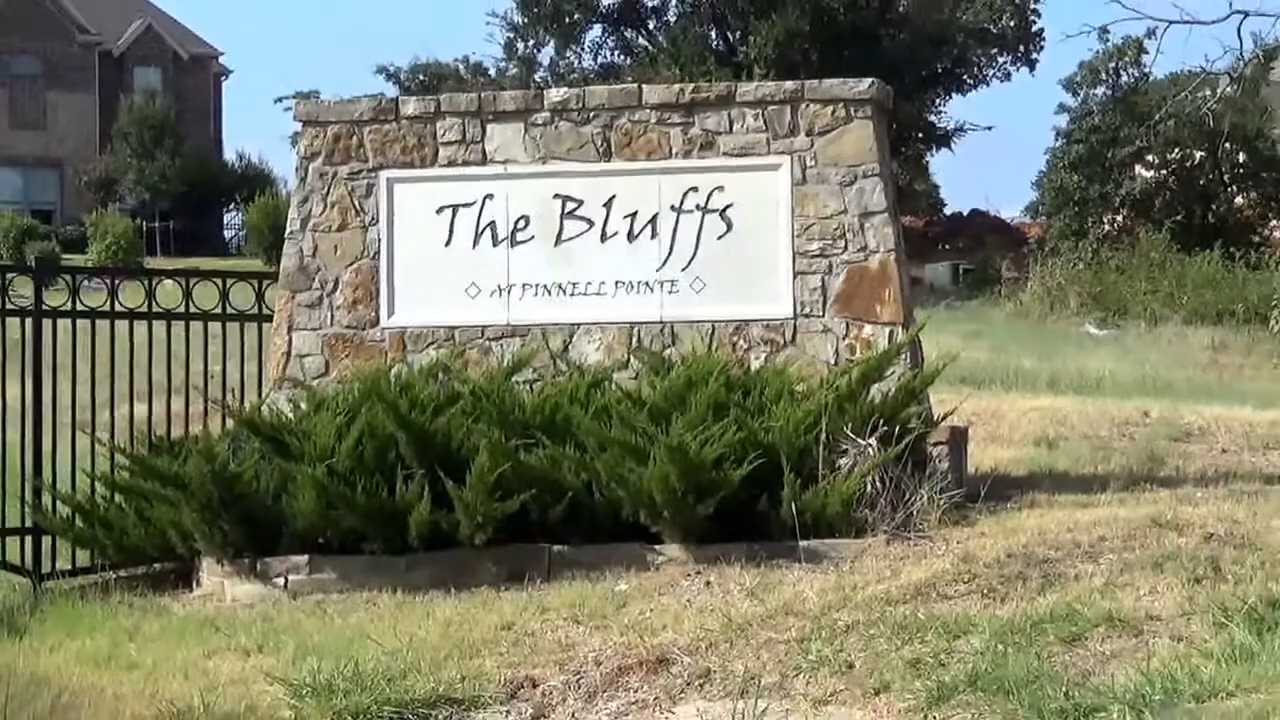 The Bluffs
◇ AT PINNELL POINTE ◇